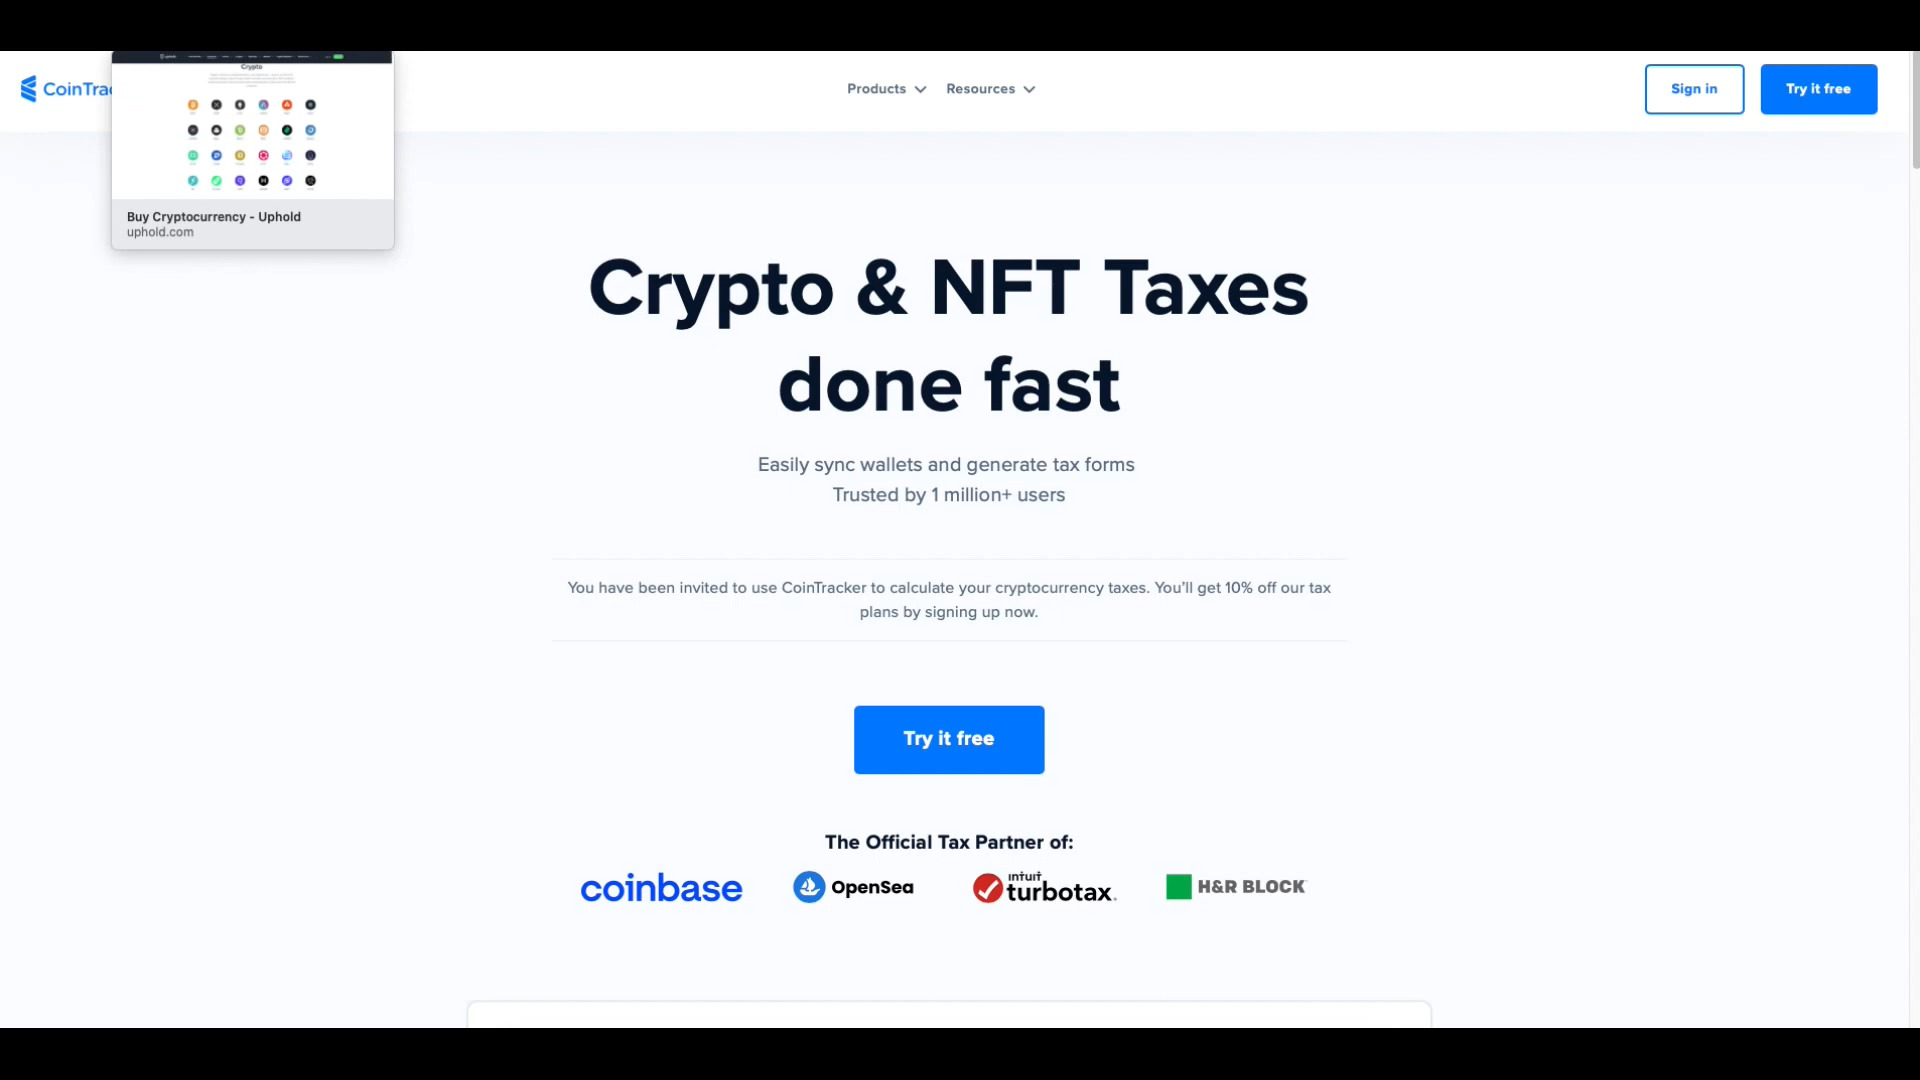 CoinTra
Products
Resources
Sign in
Try it free
Crypto
Buy Cryptocurrency - Uphold
uphold.com
Crypto & NFT Taxes
done fast
Easily sync wallets and generate tax forms
Trusted by 1 million+ users
You have been invited to use CoinTracker to calculate your cryptocurrency taxes. You'll get 10% off our tax
plans by signing up now.
Try it free
The Official Tax Partner of:
coinbase
OpenSea
intuit
turbotax.
H&R BLOCK